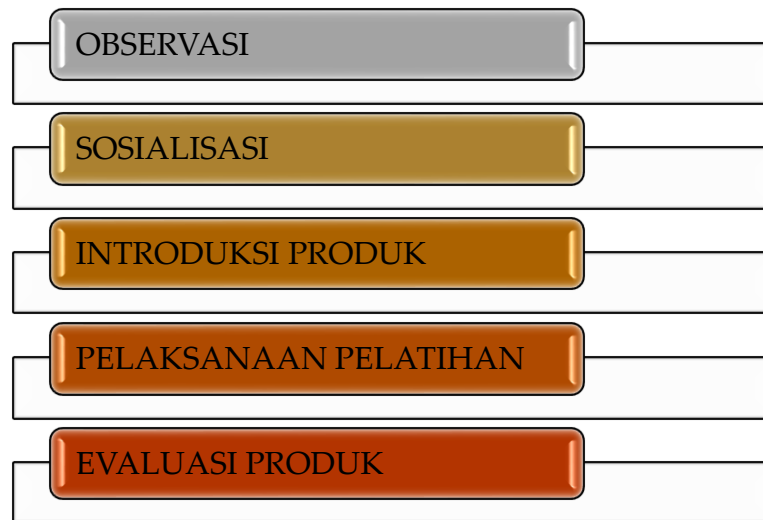 OBSERVASI
SOSIALISASI
INTRODUKSI PRODUK
PELAKSANAAN PELATIHAN
EVALUASI PRODUK